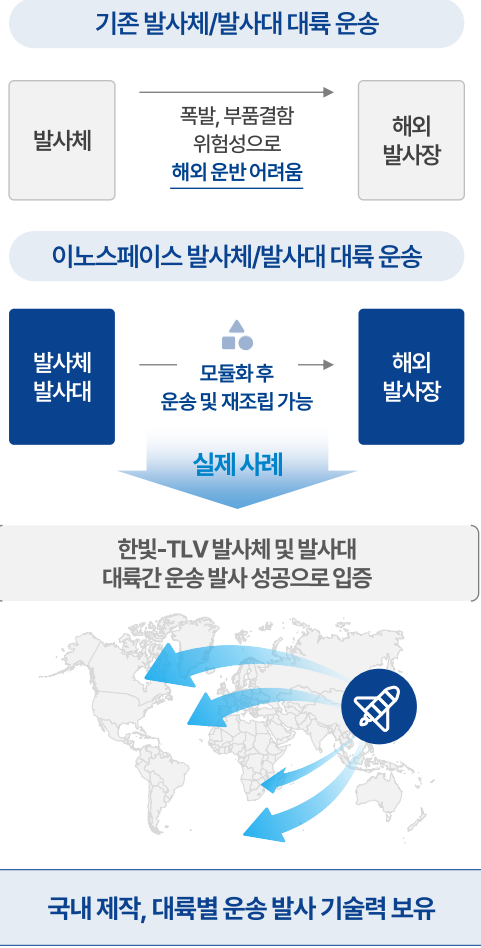 기존 발사체/발사대 대륙 운송
발사체
폭발, 부품결함
위험성으로
해외 운반 어려움
해외
발사장
이노스페이스 발사체/발사대 대륙 운송
발사체
발사대
모듈화 후
운송 및 재조립 가능
해외
발사장
실제 사례
한빛-TLV 발사체 및 발사대
대륙간 운송 발사 성공으로 입증
국내 제작, 대륙별 운송 발사 기술력 보유